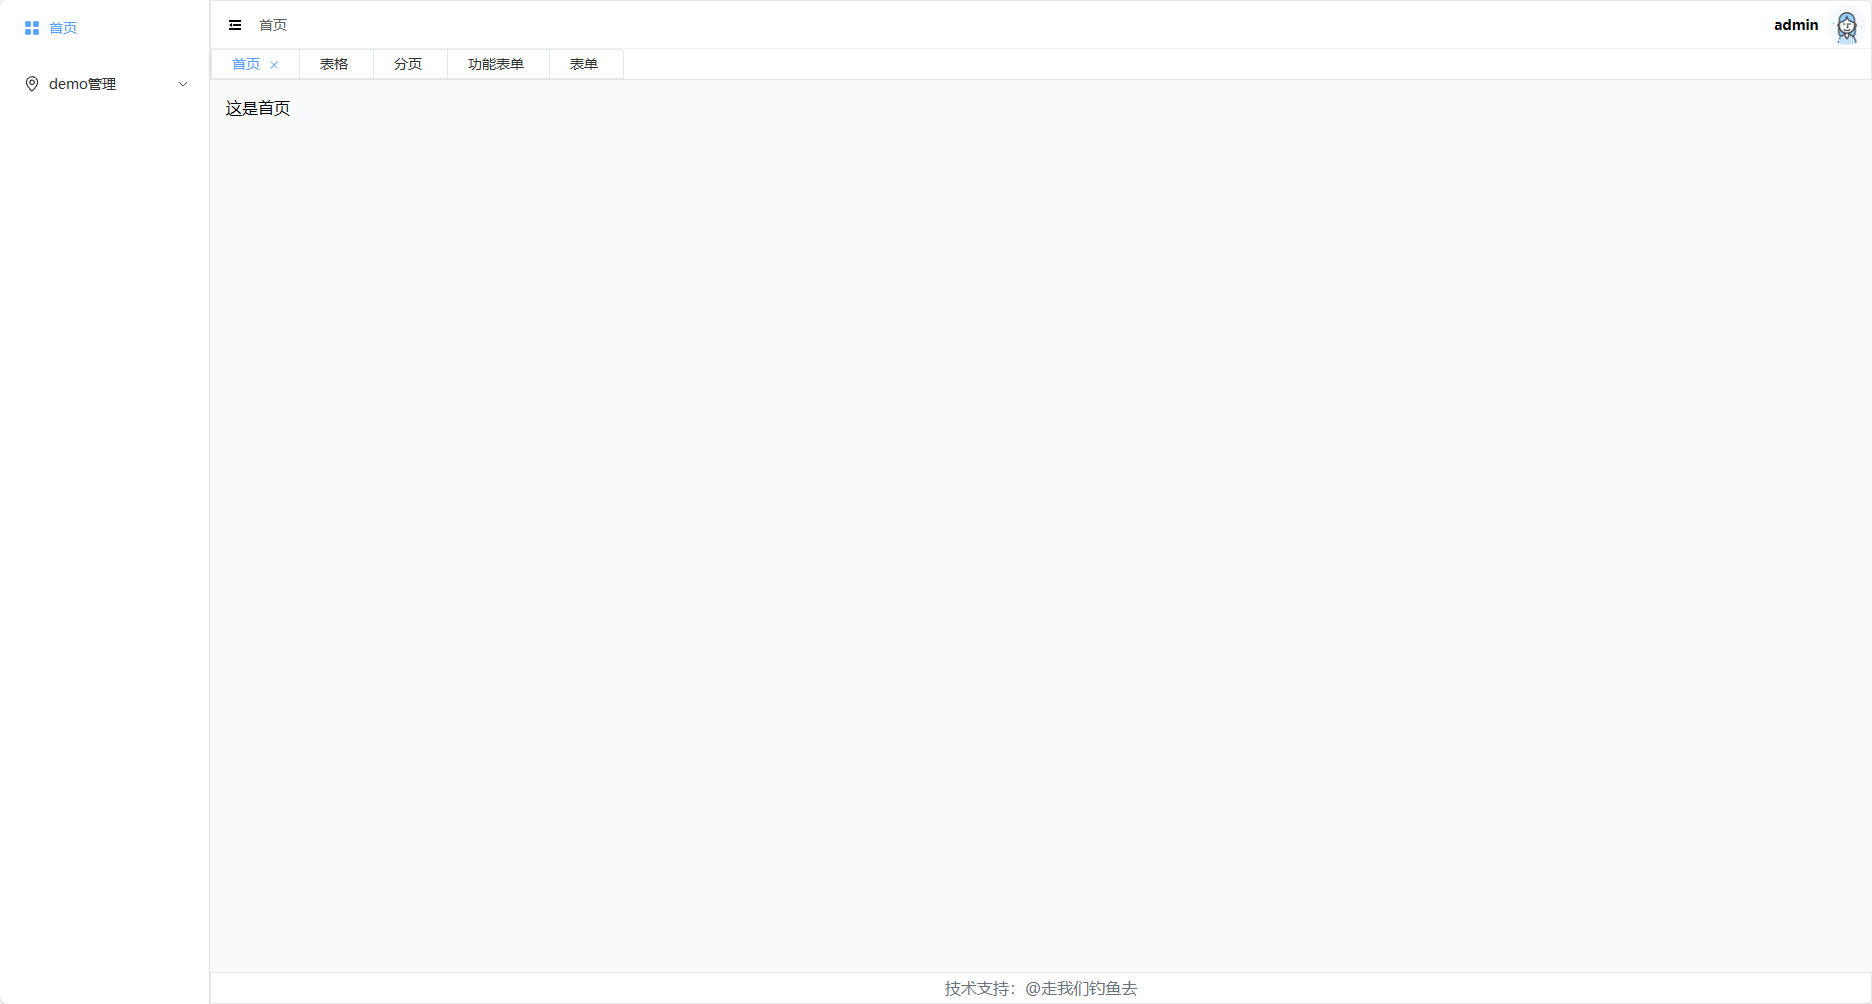 首页
demo管理
首页
admin
首页 表格 分页 功能表单 表单
这是首页
技术支持：@走我们钓鱼去